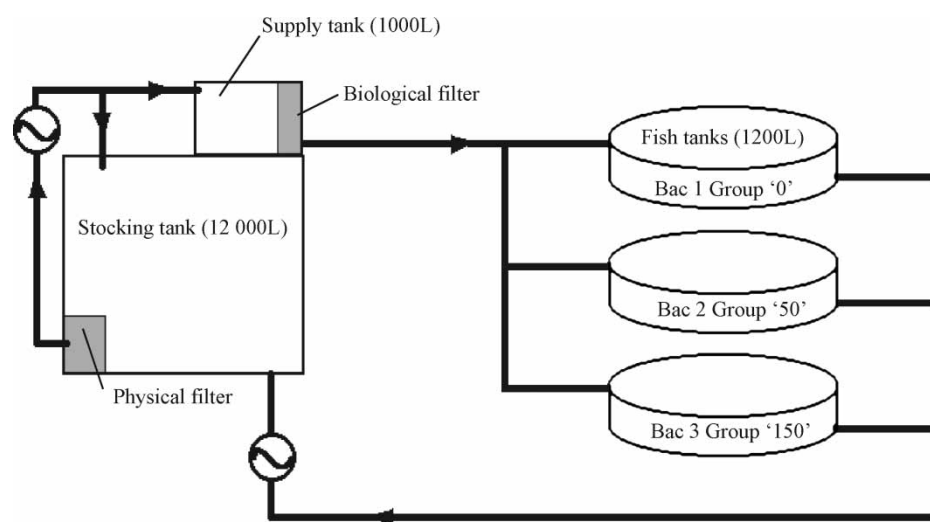 Supply tank (1000L)
Biological filter
Fish tanks (1200L)
Bac 1 Group ‘0’
Stocking tank (12 000L)
Bac 2 Group ‘50’
Physical filter
Bac 3 Group ‘150’